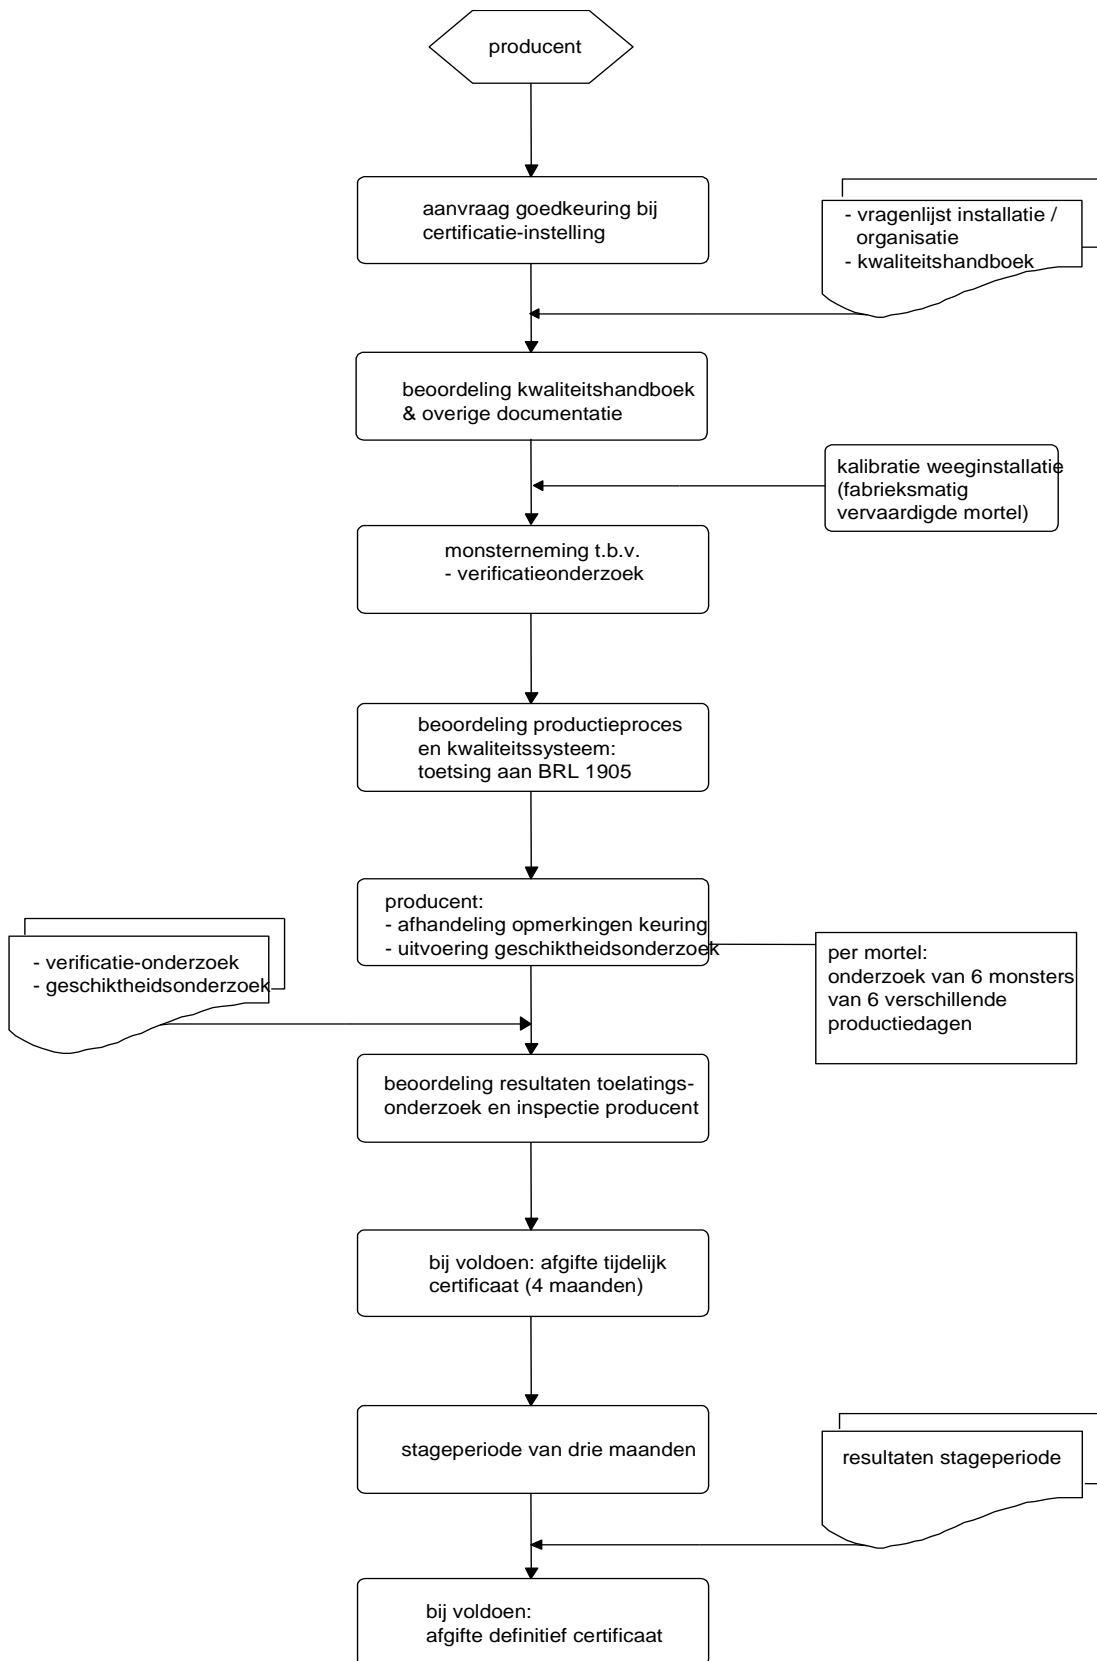 producent
aanvraag goedkeuring bij
certificatie-instelling
- vragenlijst installatie /
organisatie
- kwaliteitshandboek
beoordeling kwaliteitshandboek
& overige documentatie
kalibratie weeginstallatie
(fabrieksmatig
vervaardigde mortel)
monsterneming t.b.v.
- verificatieonderzoek
beoordeling productieproces
en kwaliteitssysteem:
toetsing aan BRL 1905
producent:
- afhandeling opmerkingen keuring
- uitvoering geschiktheidsonderzoek
per mortel:
onderzoek van 6 monsters
van 6 verschillende
productiedagen
- verificatie-onderzoek
- geschiktheidsonderzoek
beoordeling resultaten toelatings-
onderzoek en inspectie producent
bij voldoen: afgifte tijdelijk
certificaat (4 maanden)
stageperiode van drie maanden
resultaten stageperiode
bij voldoen:
afgifte definitief certificaat